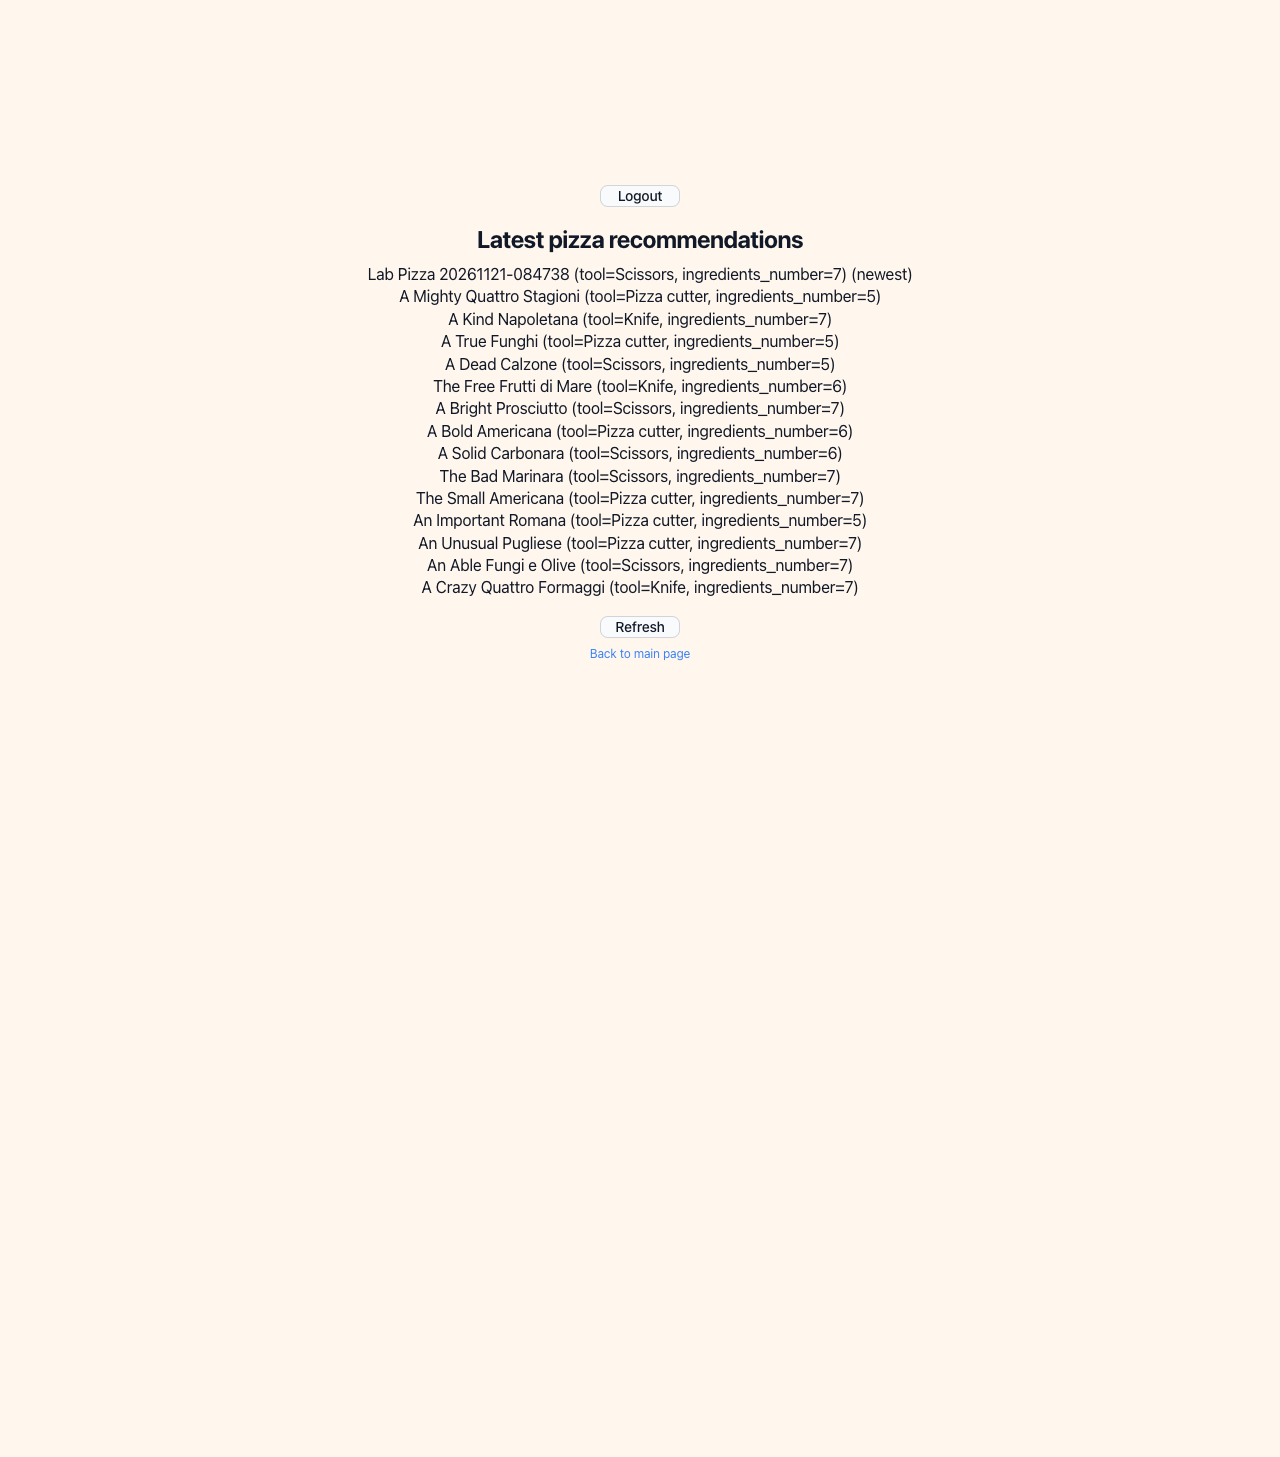 Logout
Latest pizza recommendations
Lab Pizza 20261121-084738 (tool=Scissors, ingredients_number=7) (newest)
A Mighty Quattro Stagioni (tool=Pizza cutter, ingredients_number=5)
A Kind Napoletana (tool=Knife, ingredients_number=7)
A True Funghi (tool=Pizza cutter, ingredients_number=5)
A Dead Calzone (tool=Scissors, ingredients_number=5)
The Free Frutti di Mare (tool=Knife, ingredients_number=6)
A Bright Prosciutto (tool=Scissors, ingredients_number=7)
A Bold Americana (tool=Pizza cutter, ingredients_number=6)
A Solid Carbonara (tool=Scissors, ingredients_number=6)
The Bad Marinara (tool=Scissors, ingredients_number=7)
The Small Americana (tool=Pizza cutter, ingredients_number=7)
An Important Romana (tool=Pizza cutter, ingredients_number=5)
An Unusual Pugliese (tool=Pizza cutter, ingredients_number=7)
An Able Fungi e Olive (tool=Scissors, ingredients_number=7)
A Crazy Quattro Formaggi (tool=Knife, ingredients_number=7)
Refresh
Back to main page